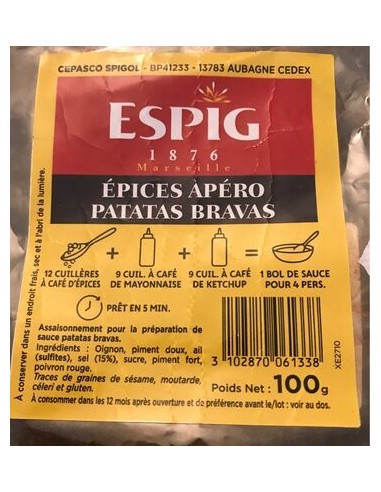 CEPASCO SPIGOL - BP41233 - 13783 AUBAGNE CEDEX
ESPIG
1876
Marseille
ÉPICES APÉRO
PATATAS BRAVAS
+ + =
12 CUILLÈRES 9 CUIL. À CAFÉ 9 CUIL. À CAFÉ 1 BOL DE SAUCE
À CAFÉ D'ÉPICES DE MAYONNAISE DE KETCHUP POUR 4 PERS.
PRÊT EN 5 MIN.
Assaisonnement pour la préparation de
sauce patatas bravas.
Ingrédients : Oignon, piment doux, ail
(sulfites), sel (15%), sucre, piment fort,
poivron rouge.
Traces de graines de sésame, moutarde,
céleri et gluten.
3 102870 061338
XE2710
Poids Net : 100g
À consommer dans les 12 mois après ouverture et de préférence avant le/lot : voir au dos.
À conserver dans un endroit frais, sec et à l'abri de la lumière.